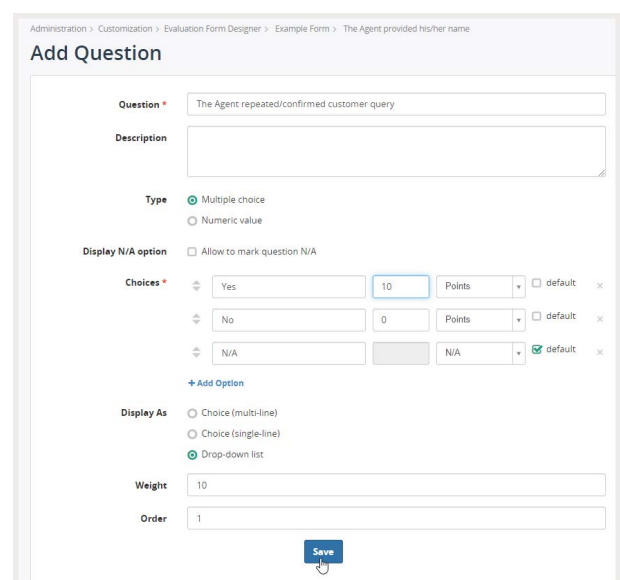 Administration > Customization > Evaluation Form Designer > Example Form > The Agent provided his/her name
Add Question
Question *
The Agent repeated/confirmed customer query
Description
Type
Multiple choice
Numeric value
Display N/A option
Allow to mark question N/A
Choices *
Yes 10 Points default ×
No 0 Points default ×
N/A N/A default ×
+ Add Option
Display As
Choice (multi-line)
Choice (single-line)
Drop-down list
Weight 10
Order 1
Save